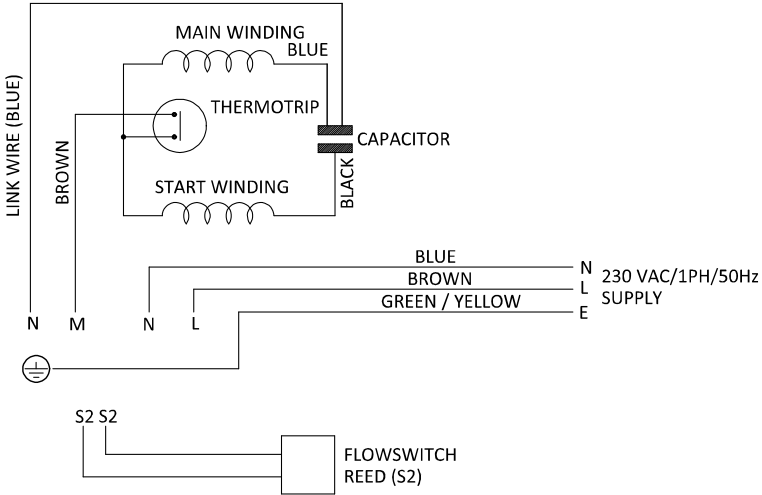 MAIN WINDING
BLUE
THERMOTRIP
CAPACITOR
LINK WIRE (BLUE)
BROWN
START WINDING
BLACK
BLUE
N
BROWN
L
GREEN / YELLOW
E
230 VAC/1PH/50Hz
SUPPLY
N
M
N
L
S2
S2
FLOWSWITCH
REED (S2)